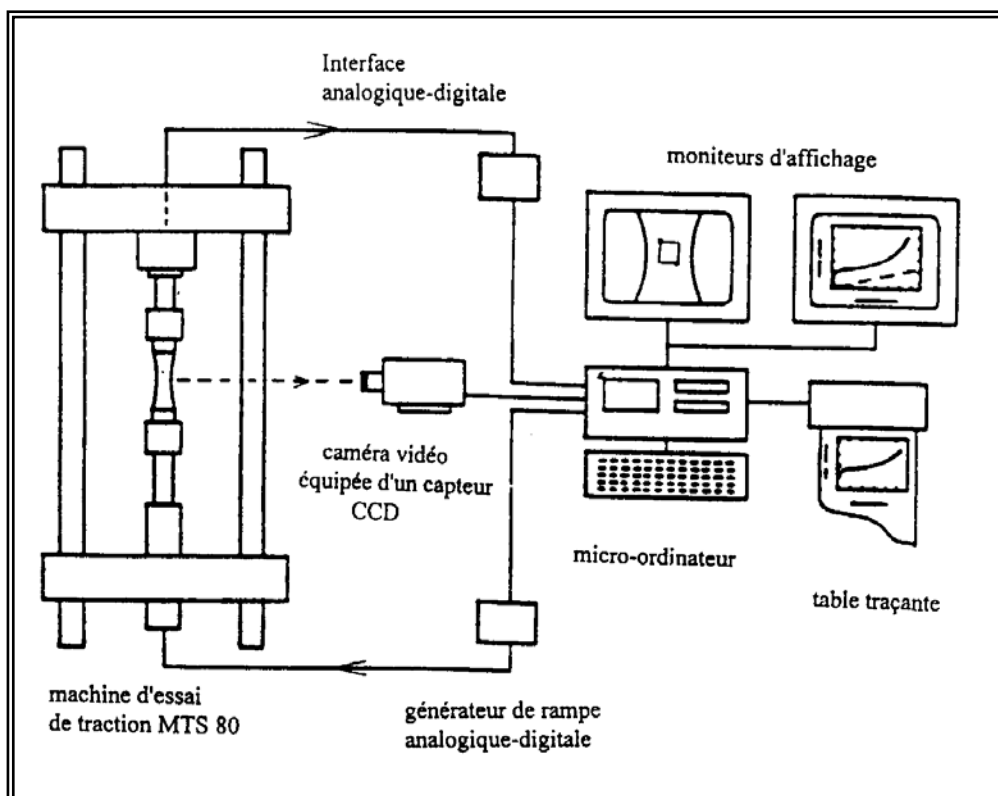 Interface
analogique-digitale
moniteurs d'affichage
caméra vidéo
équipée d'un capteur
CCD
micro-ordinateur
table traçante
machine d'essai
de traction MTS 80
générateur de rampe
analogique-digitale